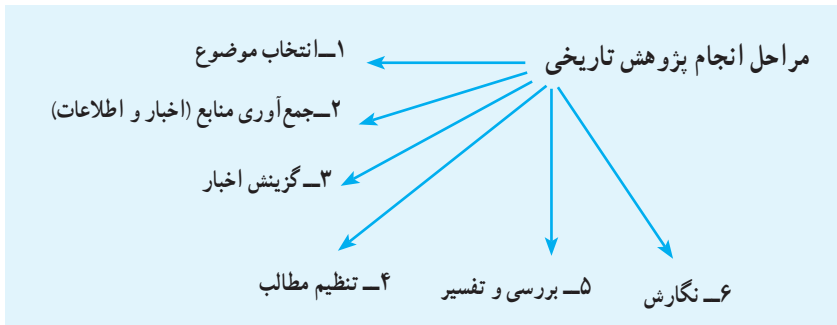 مراحل انجام پژوهش تاریخی
۱ــ انتخاب موضوع
۲ــ جمع‌آوری منابع (اخبار و اطلاعات)
۳ــ گزینش اخبار
۴ــ تنظیم مطالب
۵ــ بررسی و تفسیر
۶ــ نگارش